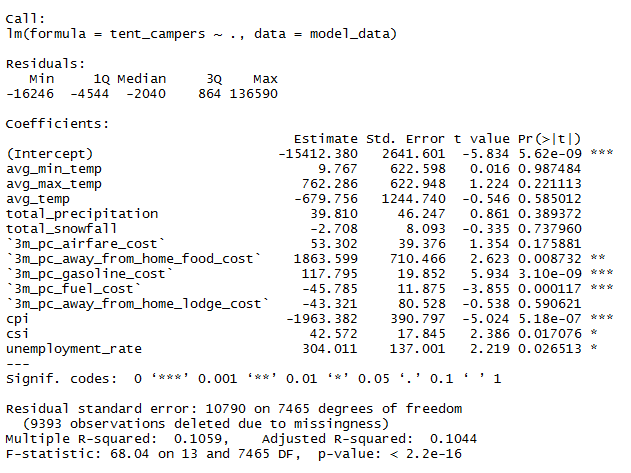 Call:
lm(formula = tent_campers ~ ., data = model_data)
Residuals:
Min 1Q Median 3Q Max
-16246 -4544 -2040 864 136590
Coefficients:
Estimate Std. Error t value Pr(>|t|)
(Intercept) -15412.380 2641.601 -5.834 5.62e-09 ***
avg_min_temp 9.767 622.598 0.016 0.987484
avg_max_temp 762.286 622.948 1.224 0.221113
avg_temp -679.756 1244.740 -0.546 0.585012
total_precipitation 39.810 46.247 0.861 0.389372
total_snowfall -2.708 8.093 -0.335 0.737960
`3m_pc_airfare_cost` 53.302 39.376 1.354 0.175881
`3m_pc_away_from_home_food_cost` 1863.599 710.466 2.623 0.008732 **
`3m_pc_gasoline_cost` 117.795 19.852 5.934 3.10e-09 ***
`3m_pc_fuel_cost` -45.785 11.875 -3.855 0.000117 ***
`3m_pc_away_from_home_lodge_cost` -43.321 80.528 -0.538 0.590621
cpi -1963.382 390.797 -5.024 5.18e-07 ***
csi 42.572 17.845 2.386 0.017076 *
unemployment_rate 304.011 137.001 2.219 0.026513 *
---
Signif. codes: 0 ‘***’ 0.001 ‘**’ 0.01 ‘*’ 0.05 ‘.’ 0.1 ‘ ’ 1
Residual standard error: 10790 on 7465 degrees of freedom
(9393 observations deleted due to missingness)
Multiple R-squared: 0.1059, Adjusted R-squared: 0.1044
F-statistic: 68.04 on 13 and 7465 DF, p-value: < 2.2e-16